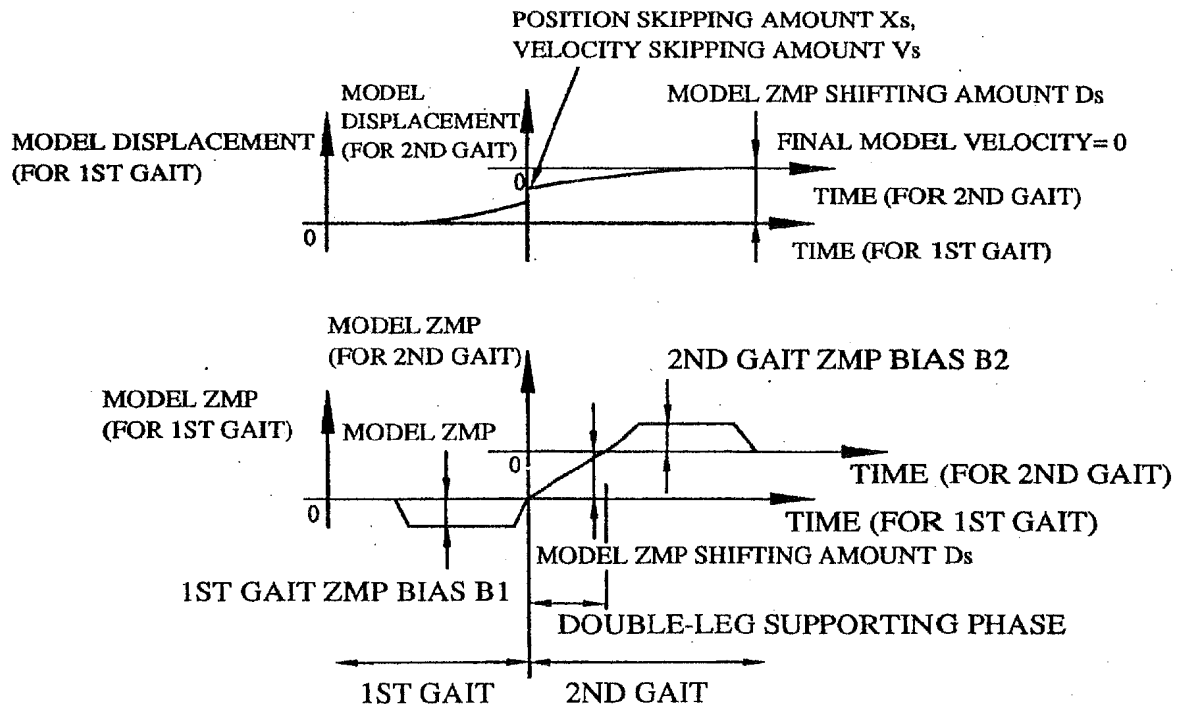 POSITION SKIPPING AMOUNT Xs,
VELOCITY SKIPPING AMOUNT Vs
MODEL
DISPLACEMENT
(FOR 2ND GAIT)
MODEL ZMP SHIFTING AMOUNT Ds
MODEL DISPLACEMENT
(FOR 1ST GAIT)
FINAL MODEL VELOCITY= 0
0
TIME (FOR 2ND GAIT)
0
TIME (FOR 1ST GAIT)
MODEL ZMP
(FOR 2ND GAIT)
2ND GAIT ZMP BIAS B2
MODEL ZMP
(FOR 1ST GAIT)
MODEL ZMP
0
TIME (FOR 2ND GAIT)
0
TIME (FOR 1ST GAIT)
MODEL ZMP SHIFTING AMOUNT Ds
1ST GAIT ZMP BIAS B1
DOUBLE-LEG SUPPORTING PHASE
1ST GAIT
2ND GAIT